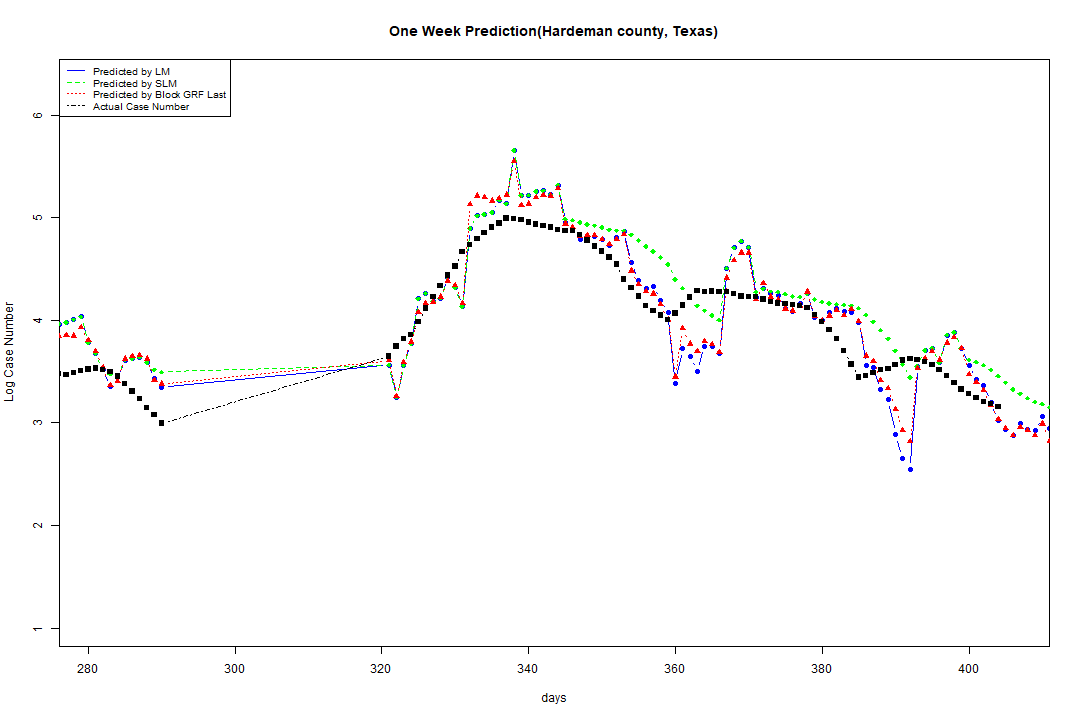 One Week Prediction(Hardeman county, Texas)
Predicted by LM
Predicted by SLM
Predicted by Block GRF Last
Actual Case Number
6
5
4
3
2
1
Log Case Number
280 300 320 340 360 380 400
days